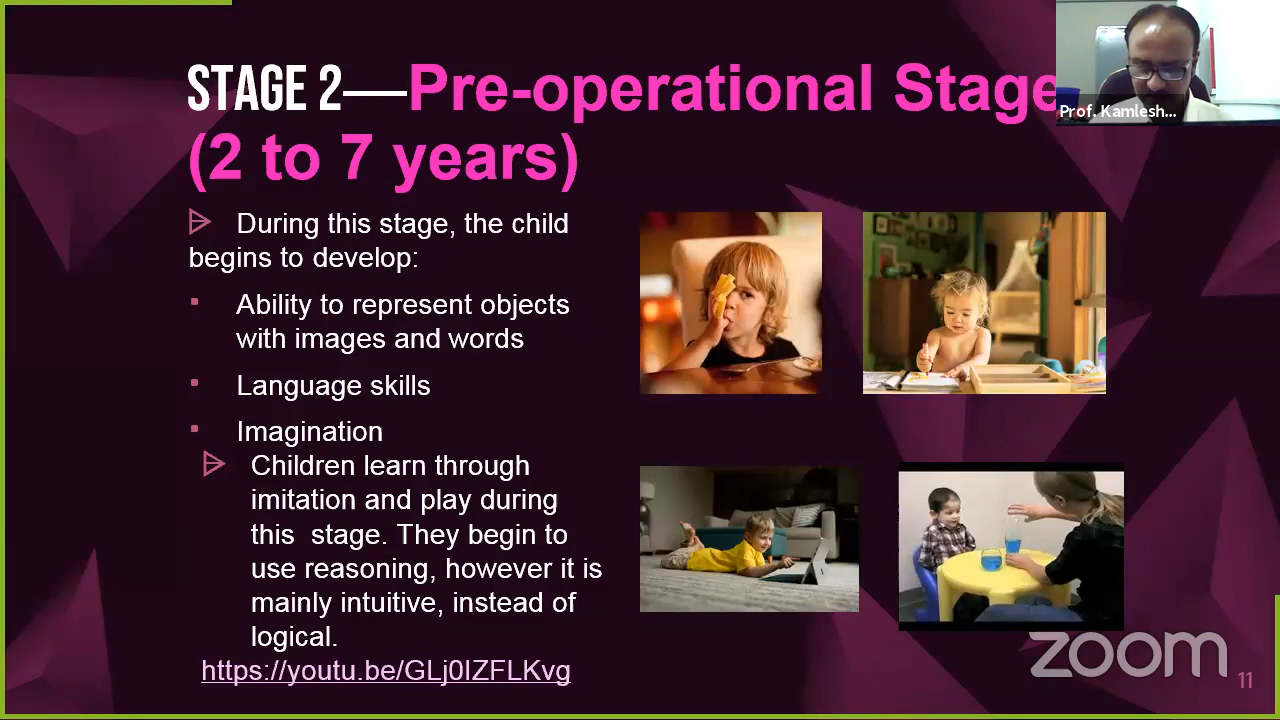 STAGE 2—Pre-operational Stage
(2 to 7 years)
Prof. Kamlesh...
During this stage, the child
begins to develop:
Ability to represent objects
with images and words
Language skills
Imagination
Children learn through
imitation and play during
this stage. They begin to
use reasoning, however it is
mainly intuitive, instead of
logical.
https://youtu.be/GLj0IZFLKvg
zoom
11